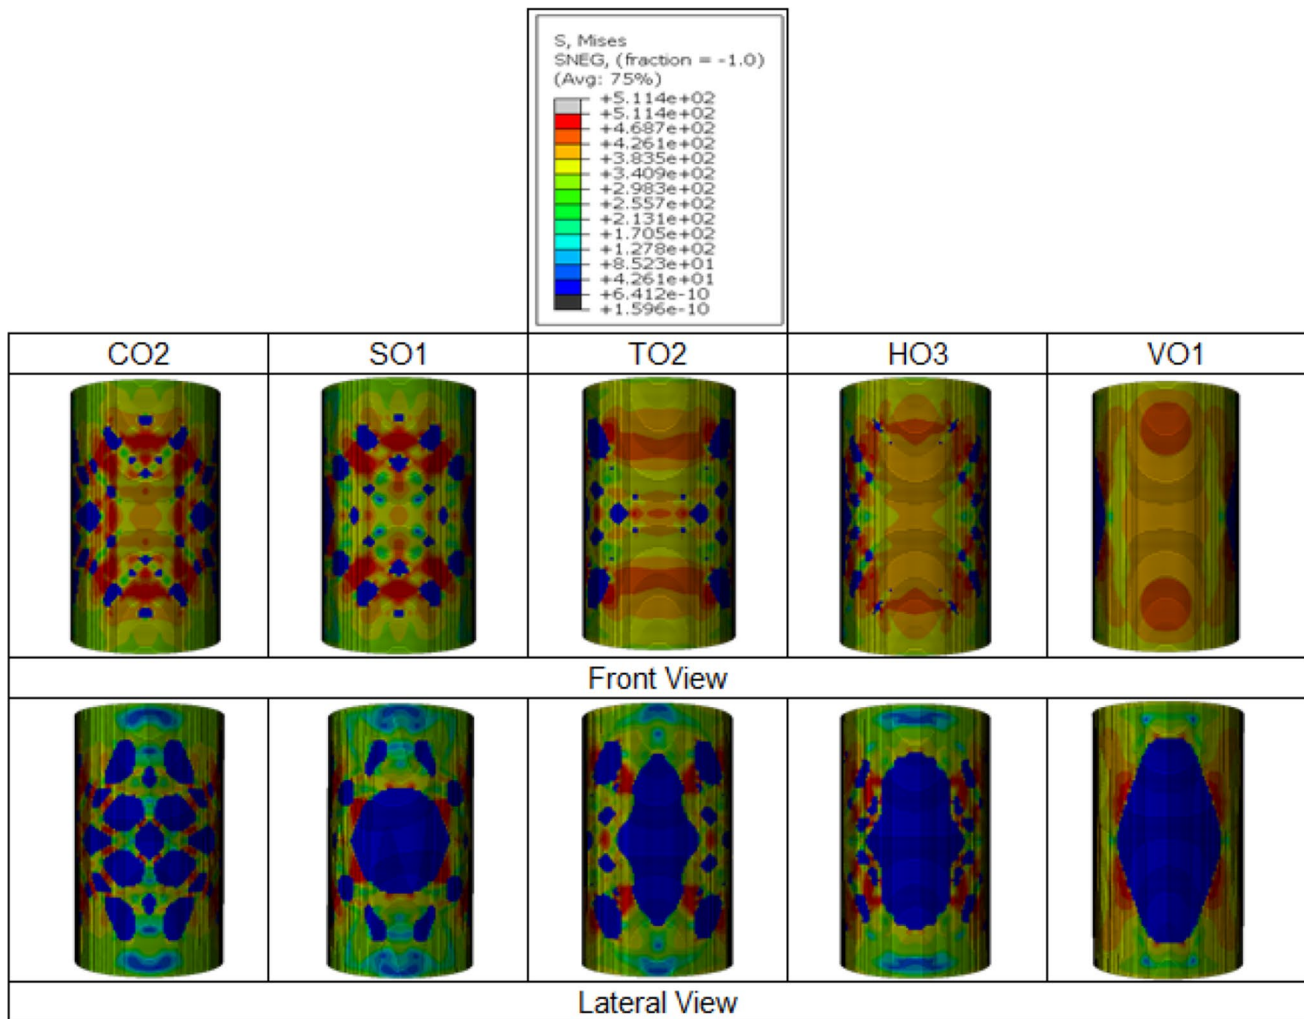 S, Mises
SNEG, (fraction = -1.0)
(Avg: 75%)
+5.114e+02
+5.114e+02
+4.687e+02
+4.261e+02
+3.835e+02
+3.409e+02
+2.983e+02
+2.557e+02
+2.131e+02
+1.705e+02
+1.278e+02
+8.523e+01
+4.261e+01
+6.412e-10
+1.596e-10
CO2 SO1 TO2 HO3 VO1
Front View
Lateral View